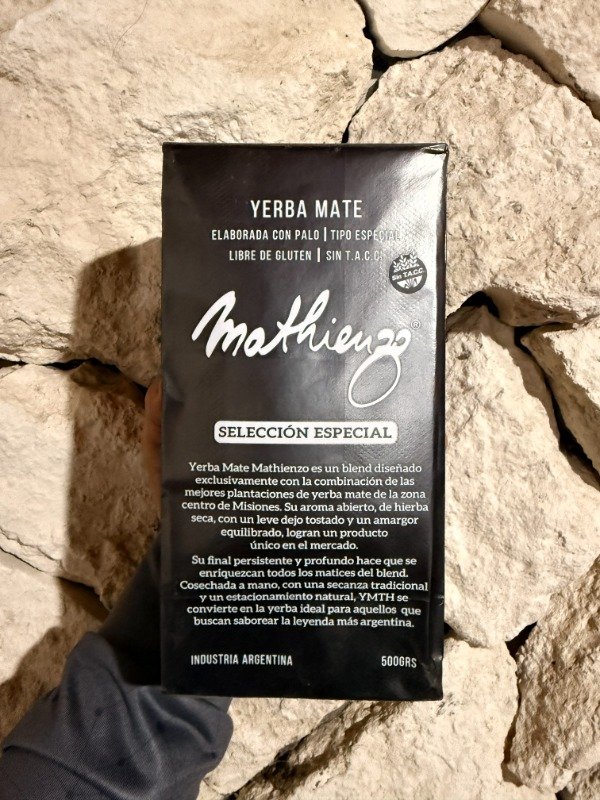 YERBA MATE
ELABORADA CON PALO | TIPO ESPECIAL
LIBRE DE GLUTEN | SIN T.A.C.C.
SIN T.A.C.C.
Mathienzo®
SELECCIÓN ESPECIAL
Yerba Mate Mathienzo es un blend diseñado
exclusivamente con la combinación de las
mejores plantaciones de yerba mate de la zona
centro de Misiones. Su aroma abierto, de hierba
seca, con un leve dejo tostado y un amargor
equilibrado, logran un producto
único en el mercado.
Su final persistente y profundo hace que se
enriquezcan todos los matices del blend.
Cosechada a mano, con una secanza tradicional
y un estacionamiento natural, YMTH se
convierte en la yerba ideal para aquellos que
buscan saborear la leyenda más argentina.
INDUSTRIA ARGENTINA 500GRS